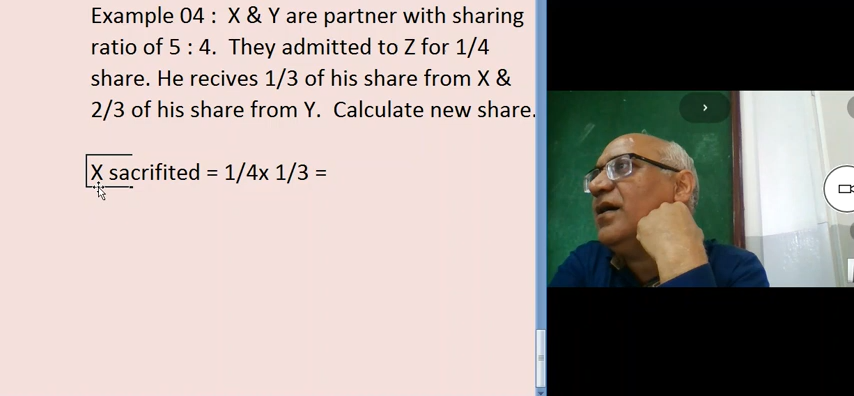 Example 04 : X & Y are partner with sharing
ratio of 5 : 4. They admitted to Z for 1/4
share. He recives 1/3 of his share from X &
2/3 of his share from Y. Calculate new share.
X sacrifited = 1/4x 1/3 =